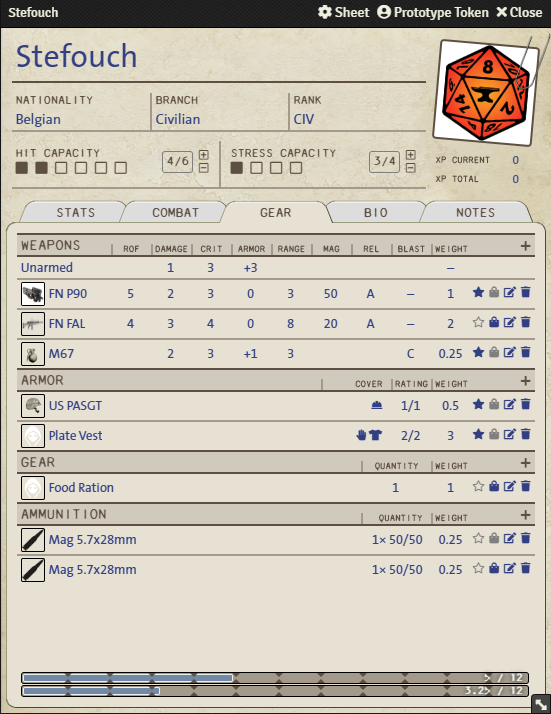 Stefouch Sheet Prototype Token Close
Stefouch
8
12
14
NATIONALITY BRANCH RANK
Belgian Civilian CIV
HIT CAPACITY 4/6 STRESS CAPACITY 3/4
XP CURRENT 0
XP TOTAL 0
STATS COMBAT GEAR BIO NOTES
WEAPONS ROF DAMAGE CRIT ARMOR RANGE MAG REL BLAST WEIGHT +
Unarmed 1 3 +3 –
FN P90 5 2 3 0 3 50 A – 1
FN FAL 4 3 4 0 8 20 A – 2
M67 2 3 +1 3 C 0.25
ARMOR COVER RATING WEIGHT +
US PASGT 1/1 0.5
Plate Vest 2/2 3
GEAR QUANTITY WEIGHT +
Food Ration 1 1
AMMUNITION QUANTITY WEIGHT +
Mag 5.7x28mm 1× 50/50 0.25
Mag 5.7x28mm 1× 50/50 0.25
5 / 12
3.25 / 12